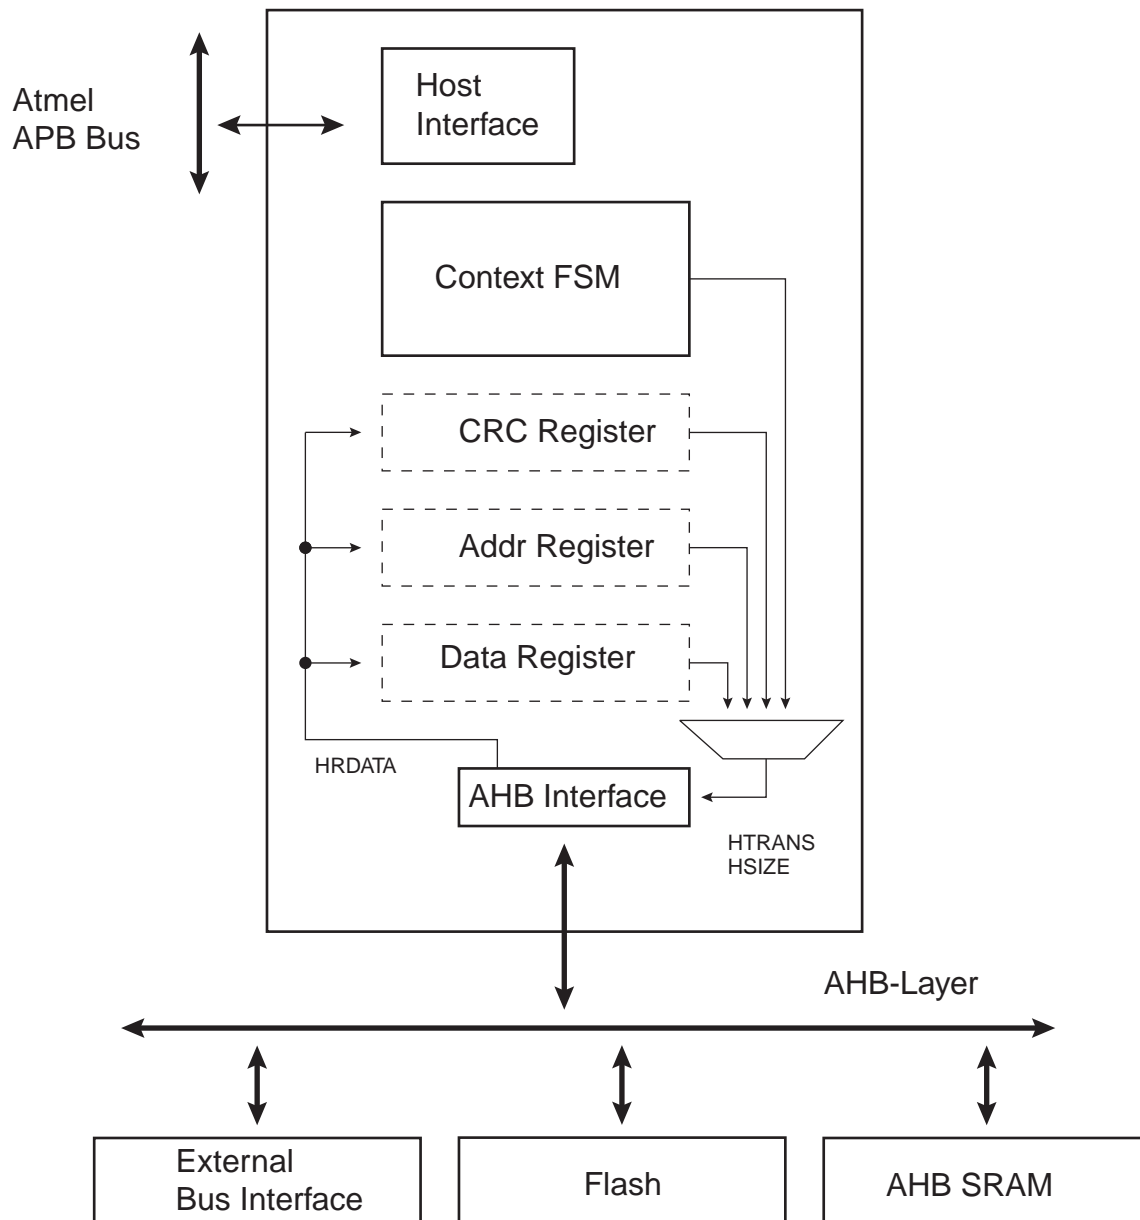 Atmel
APB Bus
Host
Interface
Context FSM
CRC Register
Addr Register
Data Register
HRDATA
AHB Interface
HTRANS
HSIZE
AHB-Layer
External
Bus Interface
Flash
AHB SRAM